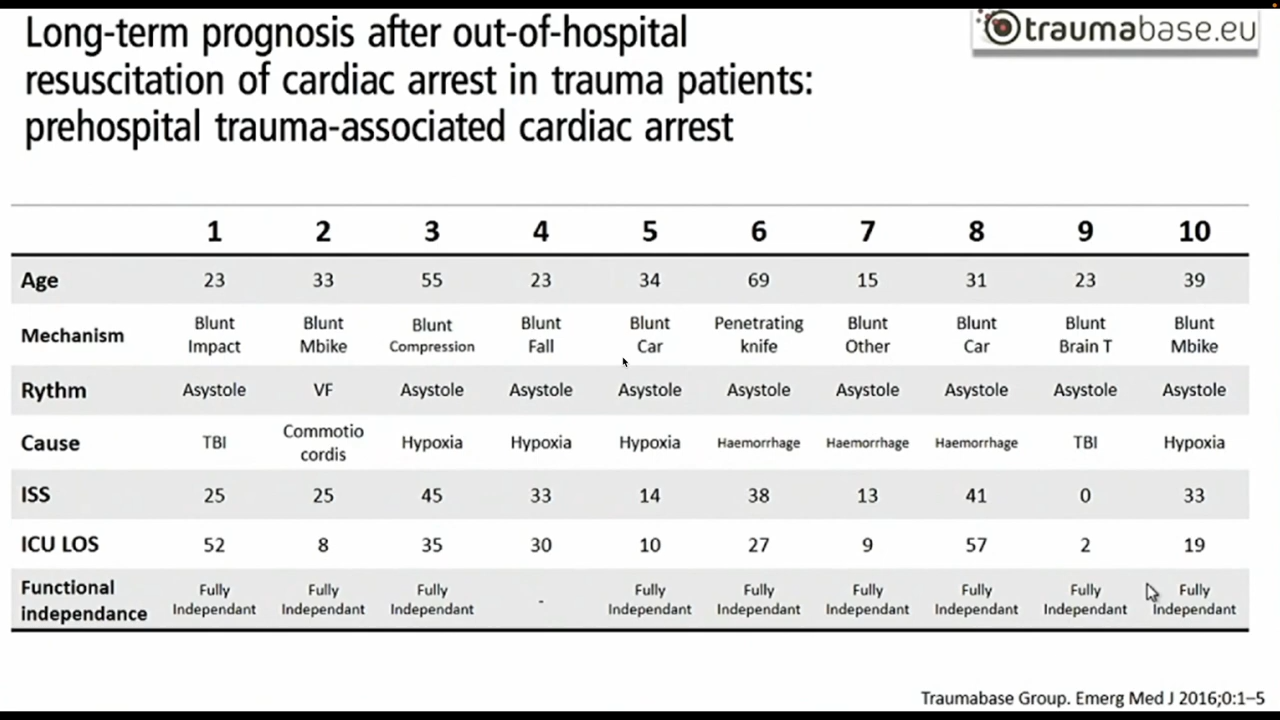 Long-term prognosis after out-of-hospital
resuscitation of cardiac arrest in trauma patients:
prehospital trauma-associated cardiac arrest
traumabase.eu
1 2 3 4 5 6 7 8 9 10
Age 23 33 55 23 34 69 15 31 23 39
Mechanism Blunt Impact Blunt Mbike Blunt Compression Blunt Fall Blunt Car Penetrating knife Blunt Other Blunt Car Blunt Brain T Blunt Mbike
Rythm Asystole VF Asystole Asystole Asystole Asystole Asystole Asystole Asystole Asystole
Cause TBI Commotio cordis Hypoxia Hypoxia Hypoxia Haemorrhage Haemorrhage Haemorrhage TBI Hypoxia
ISS 25 25 45 33 14 38 13 41 0 33
ICU LOS 52 8 35 30 10 27 9 57 2 19
Functional independance Fully Independant Fully Independant Fully Independant - Fully Independant Fully Independant Fully Independant Fully Independant Fully Independant Fully Independant
Traumabase Group. Emerg Med J 2016;0:1–5